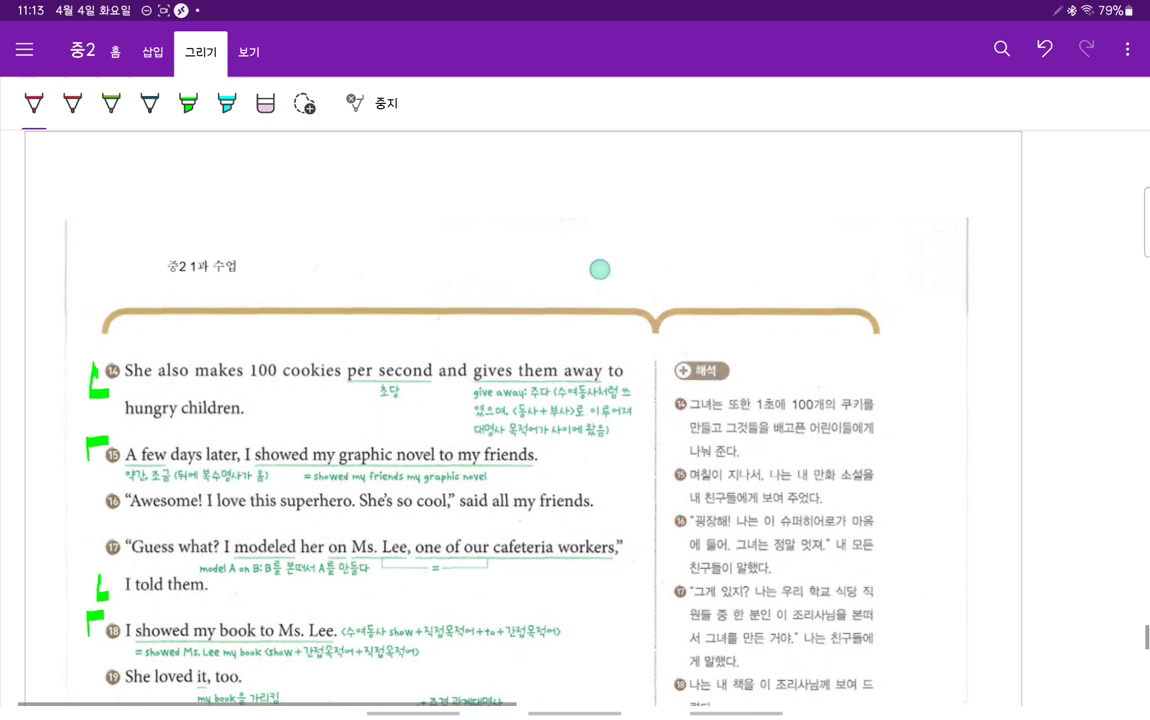 11:13 4월 4일 화요일
79%
중2 홈 삽입 그리기 보기
중지
중2 1과 수업
⑭ She also makes 100 cookies per second and gives them away to
초당
give away: 주다 (수여동사처럼 쓰
였으며, <동사+부사>로 이루어져
대명사 목적어가 사이에 왔음)
hungry children.
⑮ A few days later, I showed my graphic novel to my friends.
약간, 조금 (뒤에 복수명사가 옴) = showed my friends my graphic novel
⑯ “Awesome! I love this superhero. She’s so cool,” said all my friends.
⑰ “Guess what? I modeled her on Ms. Lee, one of our cafeteria workers,”
model A on B: B를 본떠서 A를 만들다 =
I told them.
⑱ I showed my book to Ms. Lee. <수여동사 show+직접목적어+to+간접목적어>
= showed Ms. Lee my book <show+간접목적어+직접목적어>
⑲ She loved it, too.
my book을 가리킴
해석
⑭ 그녀는 또한 1초에 100개의 쿠키를
만들고 그것들을 배고픈 어린이들에게
나눠 준다.
⑮ 며칠이 지나서, 나는 내 만화 소설을
내 친구들에게 보여 주었다.
⑯ “굉장해! 나는 이 슈퍼히어로가 마음
에 들어. 그녀는 정말 멋져.” 내 모든
친구들이 말했다.
⑰ “그게 있지? 나는 우리 학교 식당 직
원들 중 한 분인 이 조리사님을 본떠
서 그녀를 만든 거야.” 나는 친구들에
게 말했다.
⑱ 나는 내 책을 이 조리사님께 보여 드